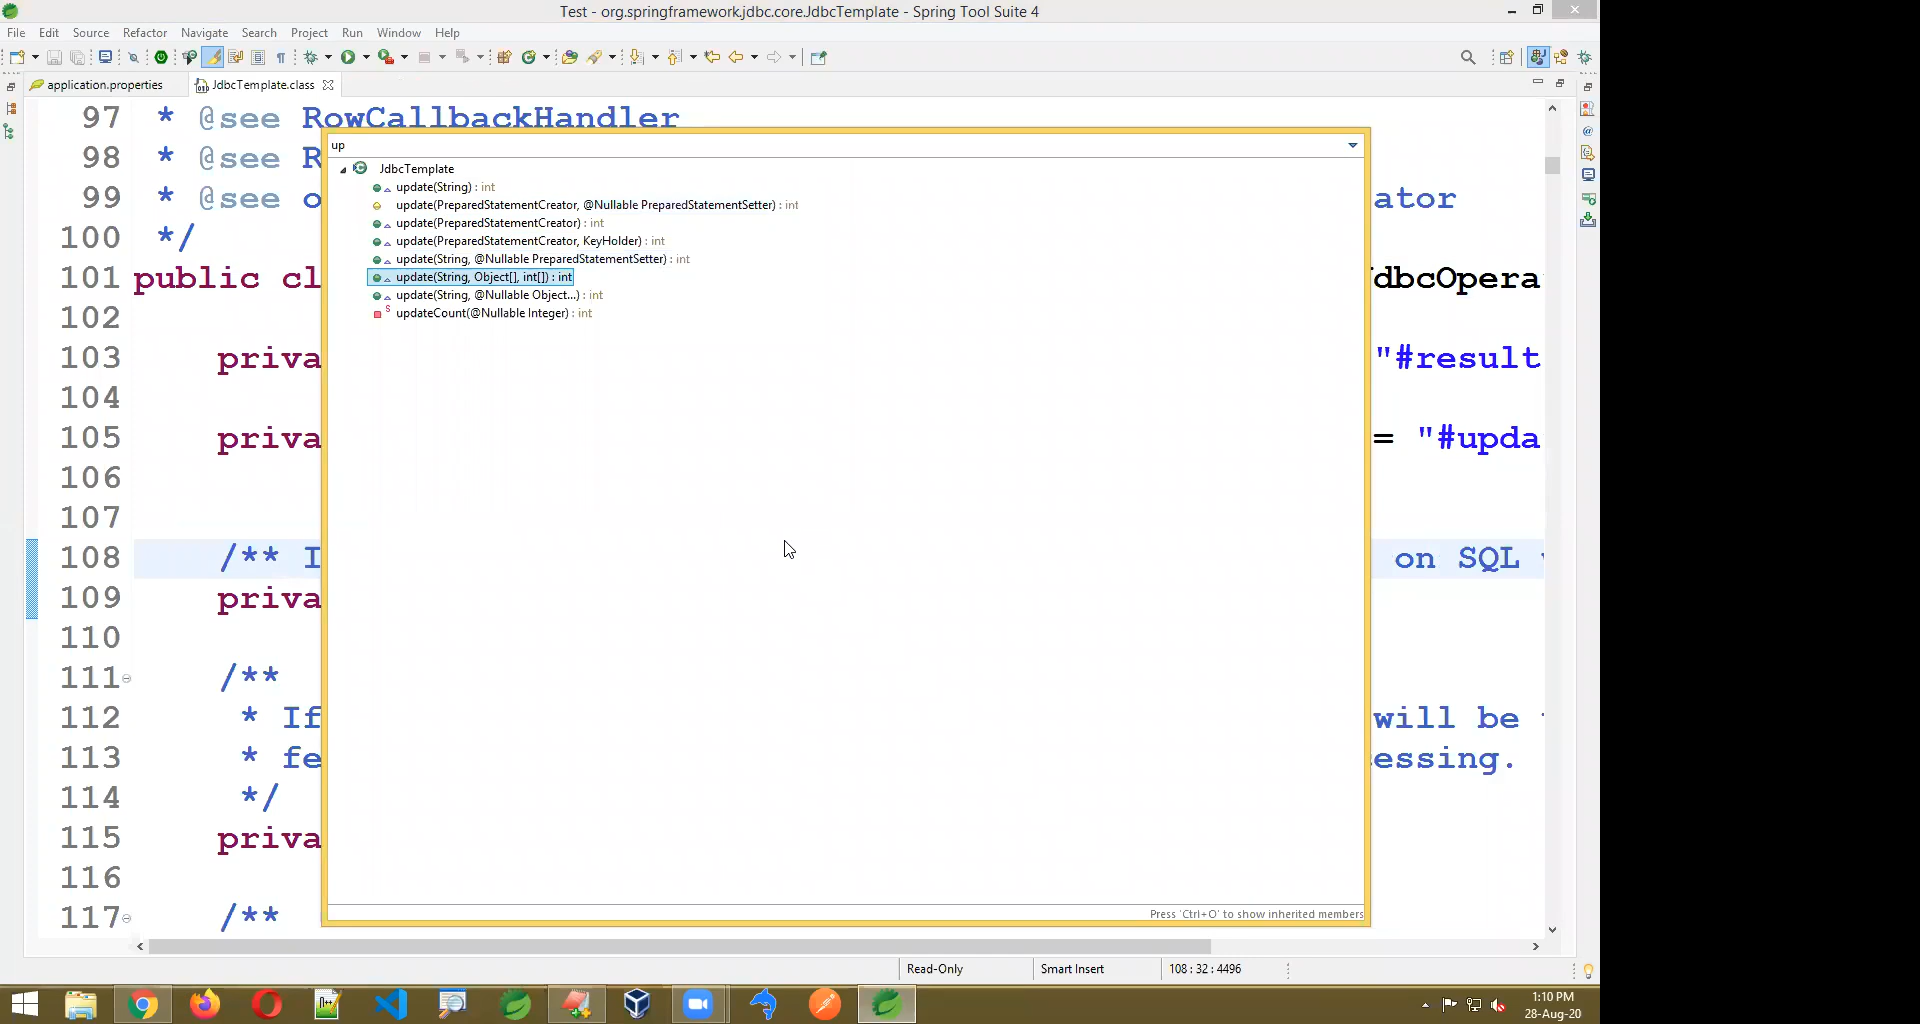 Test - org.springframework.jdbc.core.JdbcTemplate - Spring Tool Suite 4
File Edit Source Refactor Navigate Search Project Run Window Help
application.properties JdbcTemplate.class
97 * @see RowCallbackHandler
98 * @see R
99 * @see o ator
100 */
101 public cl dbcOpera
102
103 priva "#result
104
105 priva = "#upda
106
107
108 /** I on SQL
109 priva
110
111 /**
112 * If will be
113 * fe essing.
114 */
115 priva
116
117 /**
up
JdbcTemplate
update(String) : int
update(PreparedStatementCreator, @Nullable PreparedStatementSetter) : int
update(PreparedStatementCreator) : int
update(PreparedStatementCreator, KeyHolder) : int
update(String, @Nullable PreparedStatementSetter) : int
update(String, Object[], int[]) : int
update(String, @Nullable Object...) : int
updateCount(@Nullable Integer) : int
Press 'Ctrl+O' to show inherited members
Read-Only Smart Insert 108 : 32 : 4496
1:10 PM
28-Aug-20